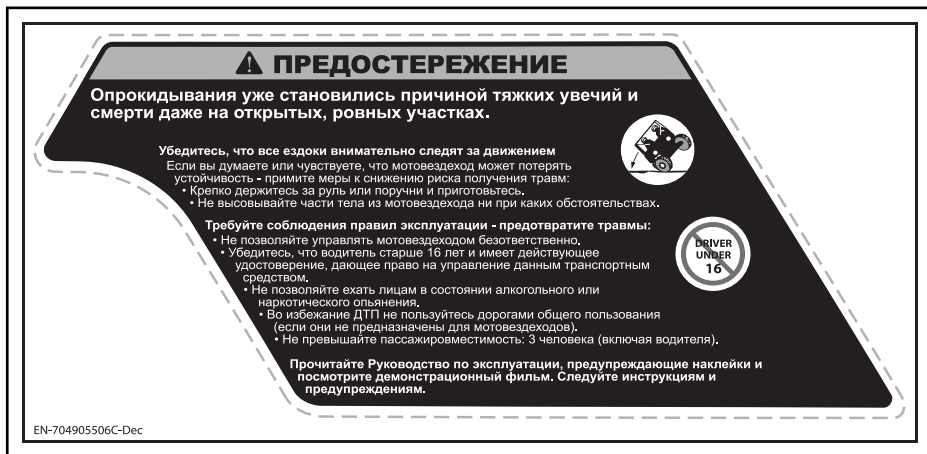 ПРЕДОСТЕРЕЖЕНИЕ
Опрокидывания уже становились причиной тяжких увечий и
смерти даже на открытых, ровных участках.
Убедитесь, что все ездоки внимательно следят за движением
Если вы думаете или чувствуете, что мотовездеход может потерять
устойчивость - примите меры к снижению риска получения травм:
• Крепко держитесь за руль или поручни и приготовьтесь.
• Не высовывайте части тела из мотовездехода ни при каких обстоятельствах.
Требуйте соблюдения правил эксплуатации - предотвратите травмы:
• Не позволяйте управлять мотовездеходом безответственно.
• Убедитесь, что водитель старше 16 лет и имеет действующее
удостоверение, дающее право на управление данным транспортным
средством.
• Не позволяйте ехать лицам в состоянии алкогольного или
наркотического опьянения.
• Во избежание ДТП не пользуйтесь дорогами общего пользования
(если они не предназначены для мотовездеходов).
• Не превышайте пассажировместимость: 3 человека (включая водителя).
DRIVER
UNDER
16
Прочитайте Руководство по эксплуатации, предупреждающие наклейки и
посмотрите демонстрационный фильм. Следуйте инструкциям и
предупреждениям.
EN-704905506C-Dec